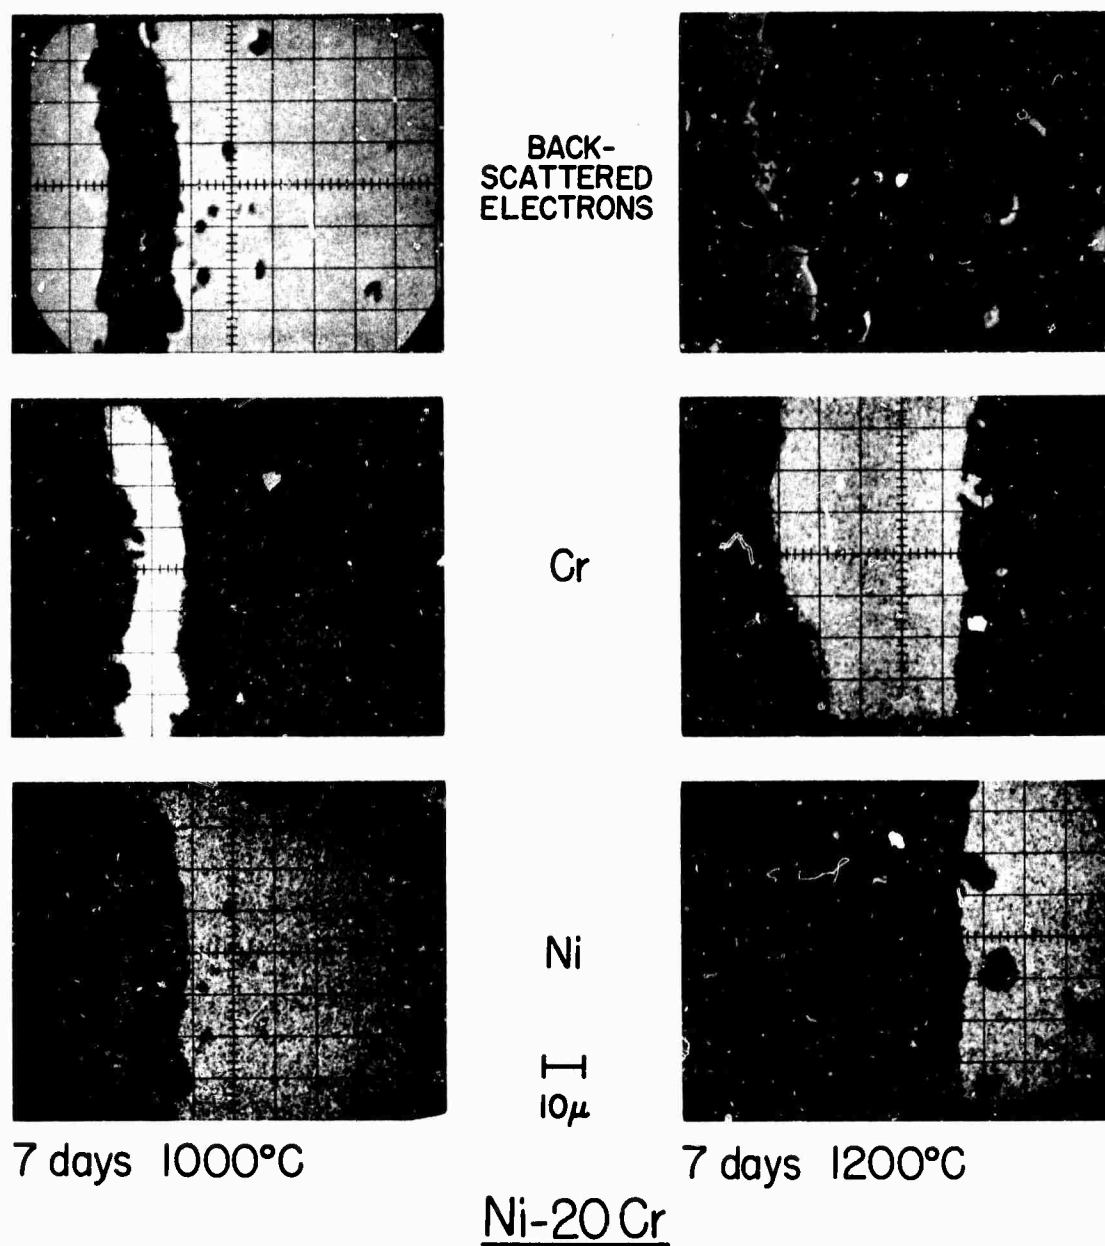 BACK-
SCATTERED
ELECTRONS
Cr
Ni
10μ
7 days 1000°C
7 days 1200°C
Ni-20 Cr